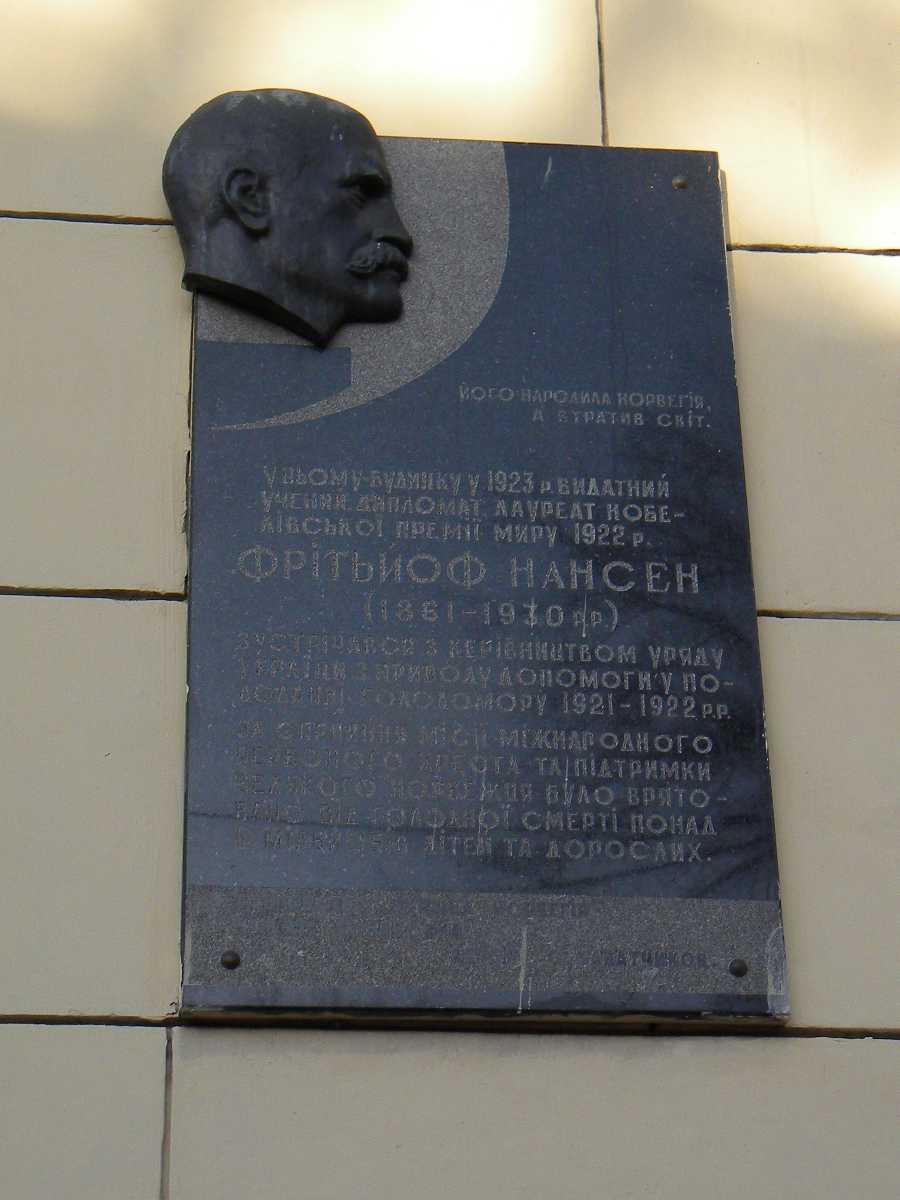 ЙОГО НАРОДИЛА НОРВЕГІЯ,
А ВТРАТИВ СВІТ.
У ЦЬОМУ БУДИНКУ У 1923 р. ВИДАТНИЙ
УЧЕНИЙ, ДИПЛОМАТ, ЛАУРЕАТ НОБЕ-
ЛІВСЬКОЇ ПРЕМІЇ МИРУ 1922 р.
ФРІТЬЙОФ НАНСЕН
(1861-1930 р.р.)
ЗУСТРІЧАВСЯ З КЕРІВНИЦТВОМ УРЯДУ
УКРАЇНИ З ПРИВОДУ ДОПОМОГИ У ПО-
ДОЛАННІ ГОЛОДОМОРУ 1921-1922 р.р.
ЗА СПРИЯННЯ МІСІЇ МІЖНАРОДНОГО
ЧЕРВОНОГО ХРЕСТА ТА ПІДТРИМКИ
ВЕЛИКОГО НОРВЕЖЦЯ БУЛО ВРЯТО-
ВАНО ВІД ГОЛОДНОЇ СМЕРТІ ПОНАД
ДІТЕЙ ТА ДОРОСЛИХ.